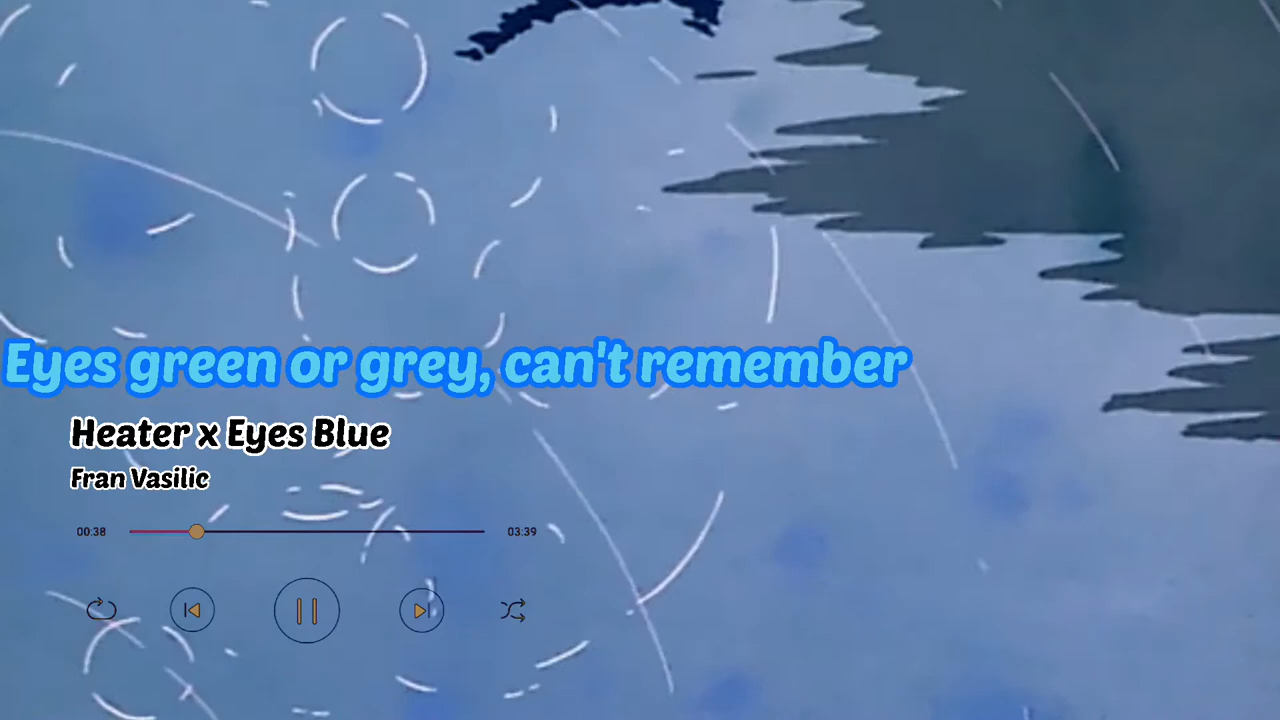 Eyes green or grey, can't remember
Heater x Eyes Blue
Fran Vasilic
00:38
03:39